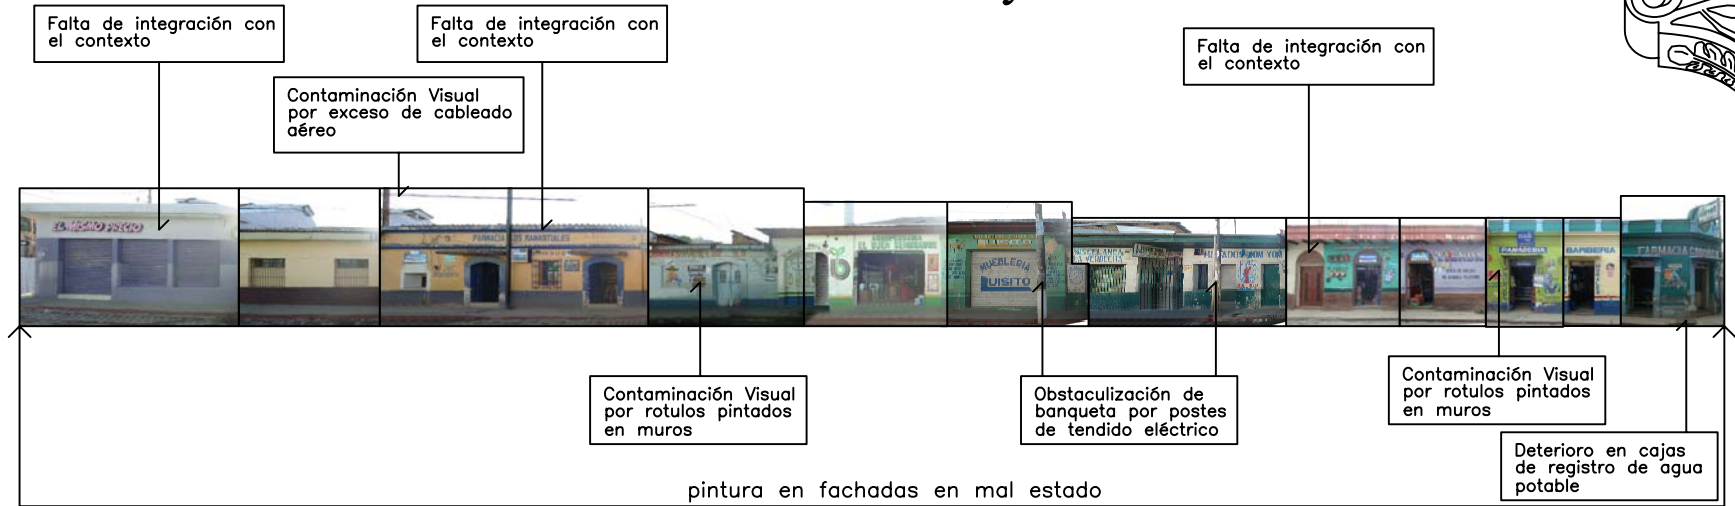 Falta de integración con
el contexto
Falta de integración con
el contexto
Falta de integración con
el contexto
Contaminación Visual
por exceso de cableado
aéreo
EL MISMO PRECIO
FARMACIA LOS MANANTIALES
MUEBLERIA
LUISITO
PANADERIA
BARBERIA
FARMACIA
Contaminación Visual
por rotulos pintados
en muros
Obstaculización de
banqueta por postes
de tendido eléctrico
Contaminación Visual
por rotulos pintados
en muros
Deterioro en cajas
de registro de agua
potable
pintura en fachadas en mal estado